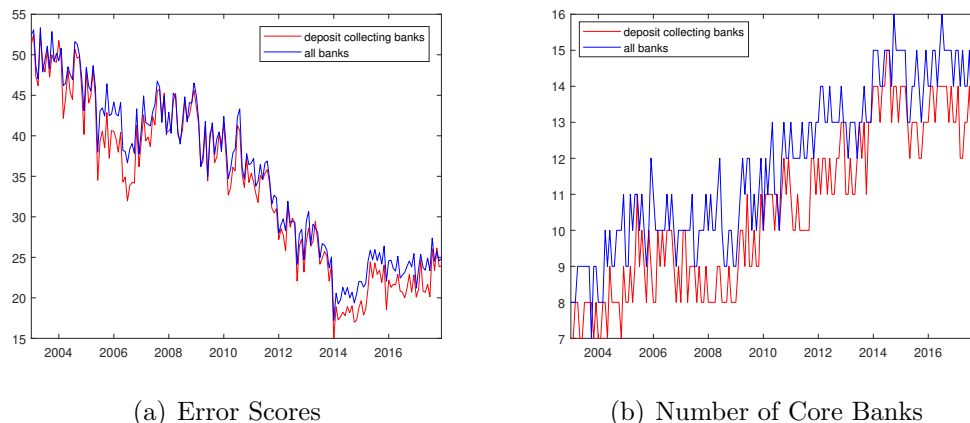 55
50
45
40
35
30
25
20
15
2004 2006 2008 2010 2012 2014 2016
deposit collecting banks
all banks
(a) Error Scores
16
15
14
13
12
11
10
9
8
7
2004 2006 2008 2010 2012 2014 2016
deposit collecting banks
all banks
(b) Number of Core Banks